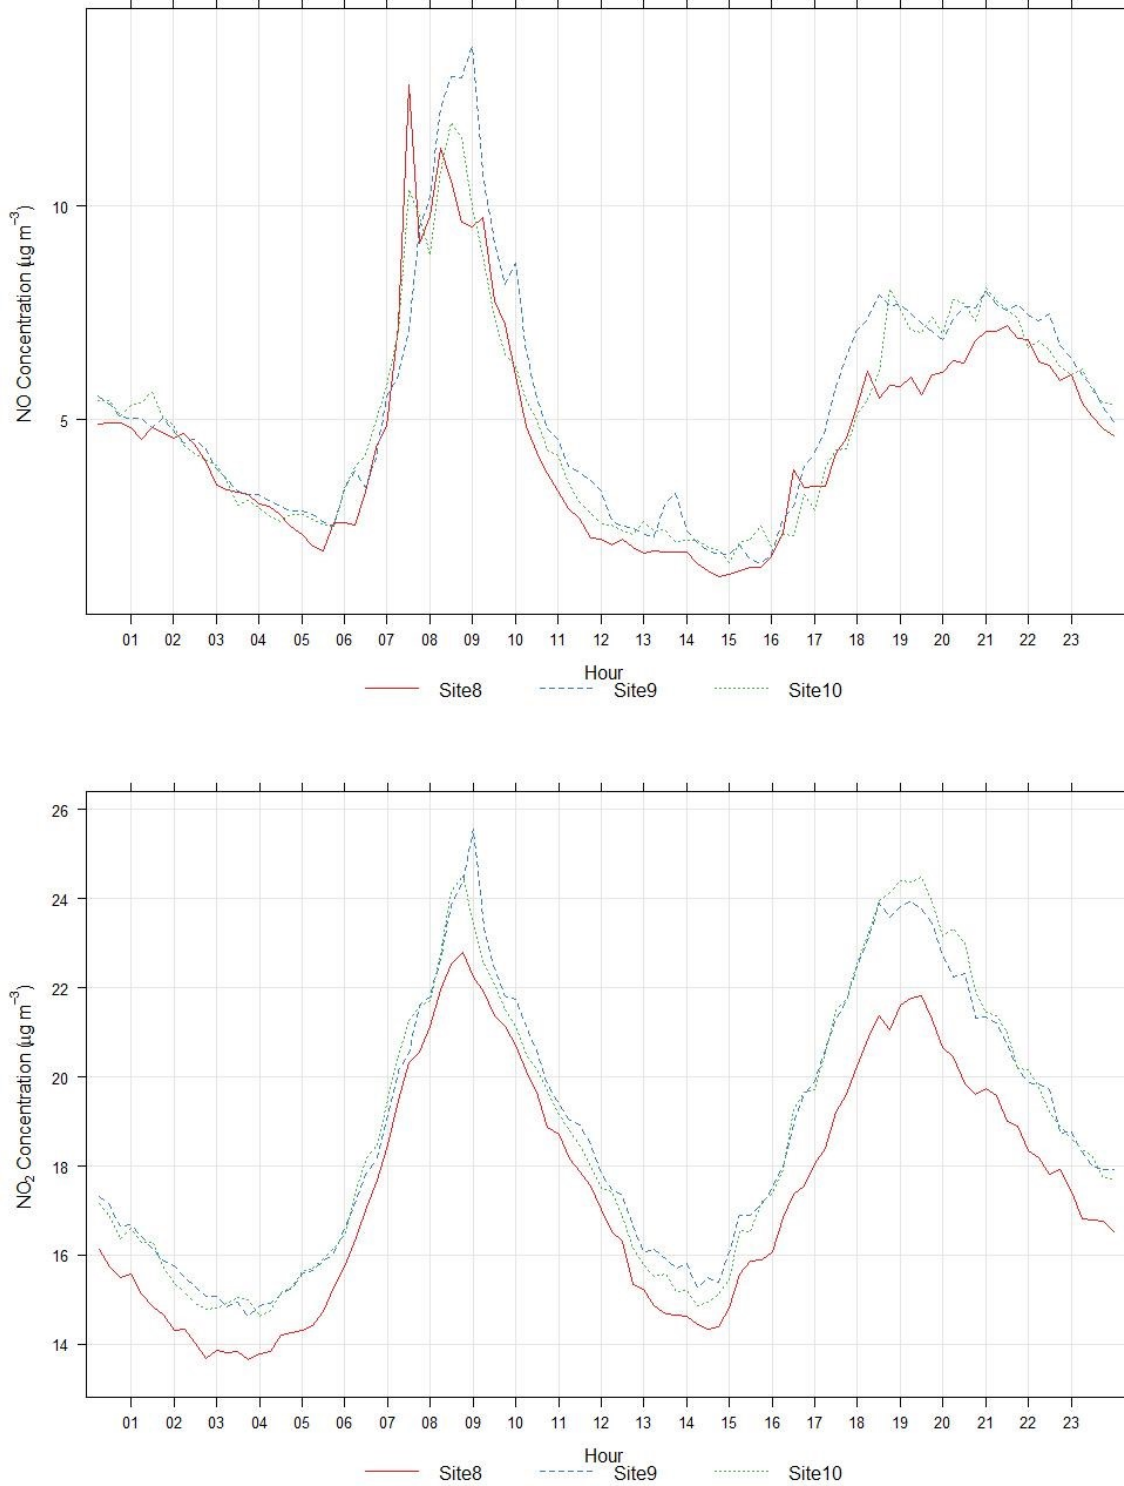 NO Concentration (µg m⁻³)
10
5
01 02 03 04 05 06 07 08 09 10 11 12 13 14 15 16 17 18 19 20 21 22 23
Hour
Site8 Site9 Site10
NO₂ Concentration (µg m⁻³)
26
24
22
20
18
16
14
01 02 03 04 05 06 07 08 09 10 11 12 13 14 15 16 17 18 19 20 21 22 23
Hour
Site8 Site9 Site10